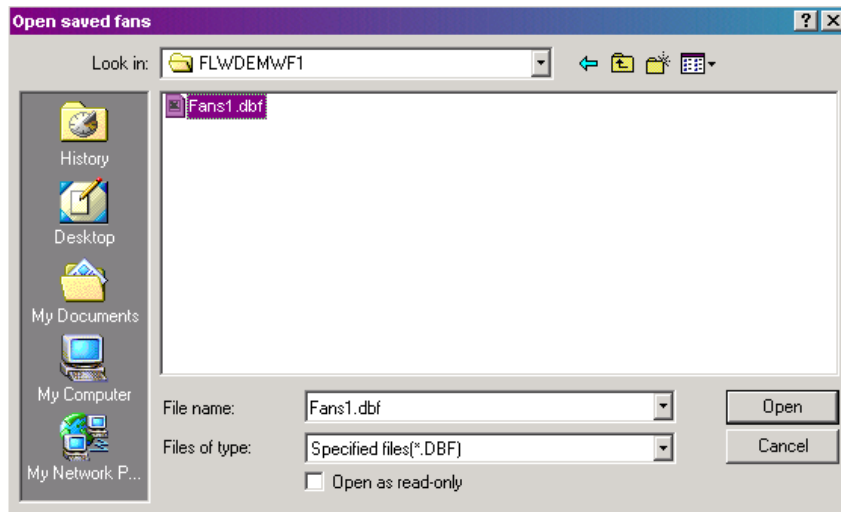 Open saved fans
Look in: FLWDEMWF1
Fans1.dbf
History
Desktop
My Documents
My Computer
My Network P...
File name: Fans1.dbf Open
Files of type: Specified files(*.DBF) Cancel
Open as read-only